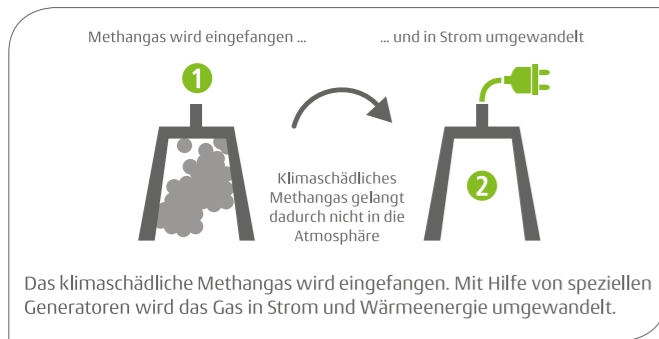 Methangas wird eingefangen ...
... und in Strom umgewandelt
1
Klimaschädliches
Methangas gelangt
dadurch nicht in die
Atmosphäre
2
Das klimaschädliche Methangas wird eingefangen. Mit Hilfe von speziellen
Generatoren wird das Gas in Strom und Wärmeenergie umgewandelt.